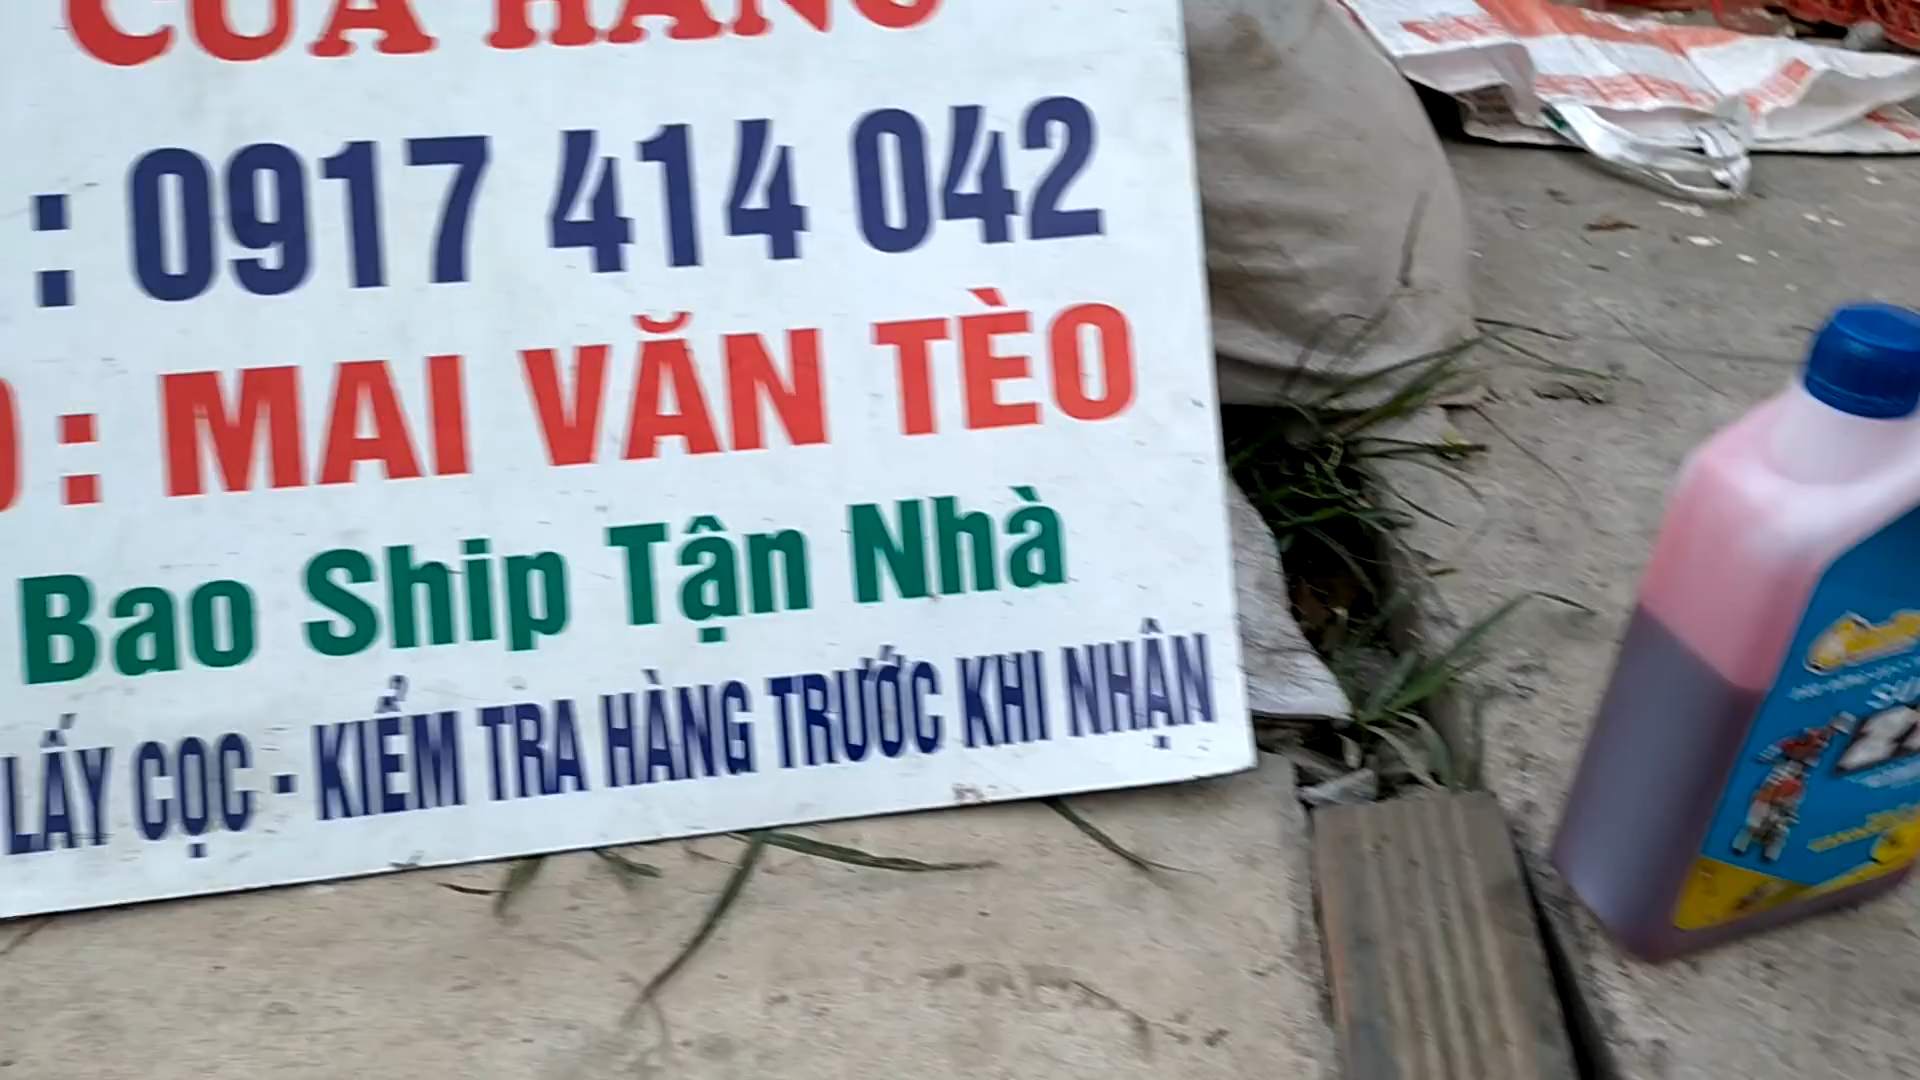 CỬA HÀNG
: 0917 414 042
: MAI VĂN TÈO
Bao Ship Tận Nhà
LẤY CỌC - KIỂM TRA HÀNG TRƯỚC KHI NHẬN